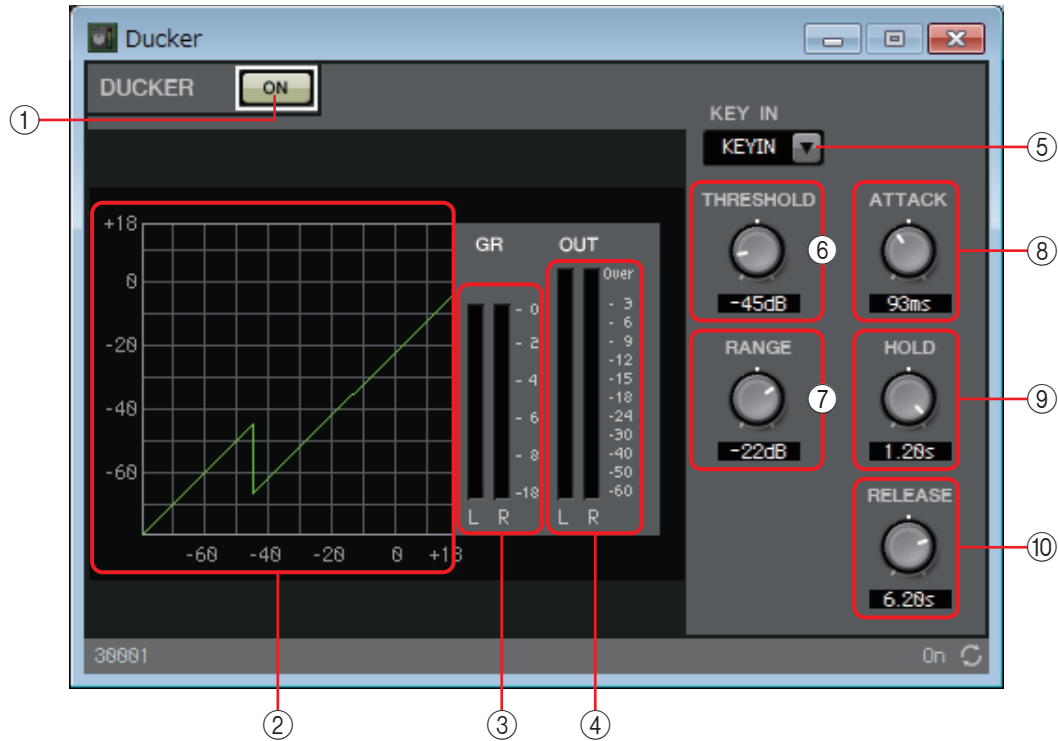 Ducker
DUCKER
ON
①
KEY IN
KEYIN
⑤
THRESHOLD
ATTACK
⑥
⑧
-45dB
93ms
RANGE
HOLD
⑦
⑨
-22dB
1.20s
RELEASE
⑩
6.20s
+18
0
-20
-40
-60
-60 -40 -20 0 +18
GR
- 0
- 2
- 4
- 6
- 8
-18
L R
OUT
Over
- 3
- 6
- 9
-12
-15
-18
-24
-30
-40
-50
-60
L R
30001
On
②
③
④